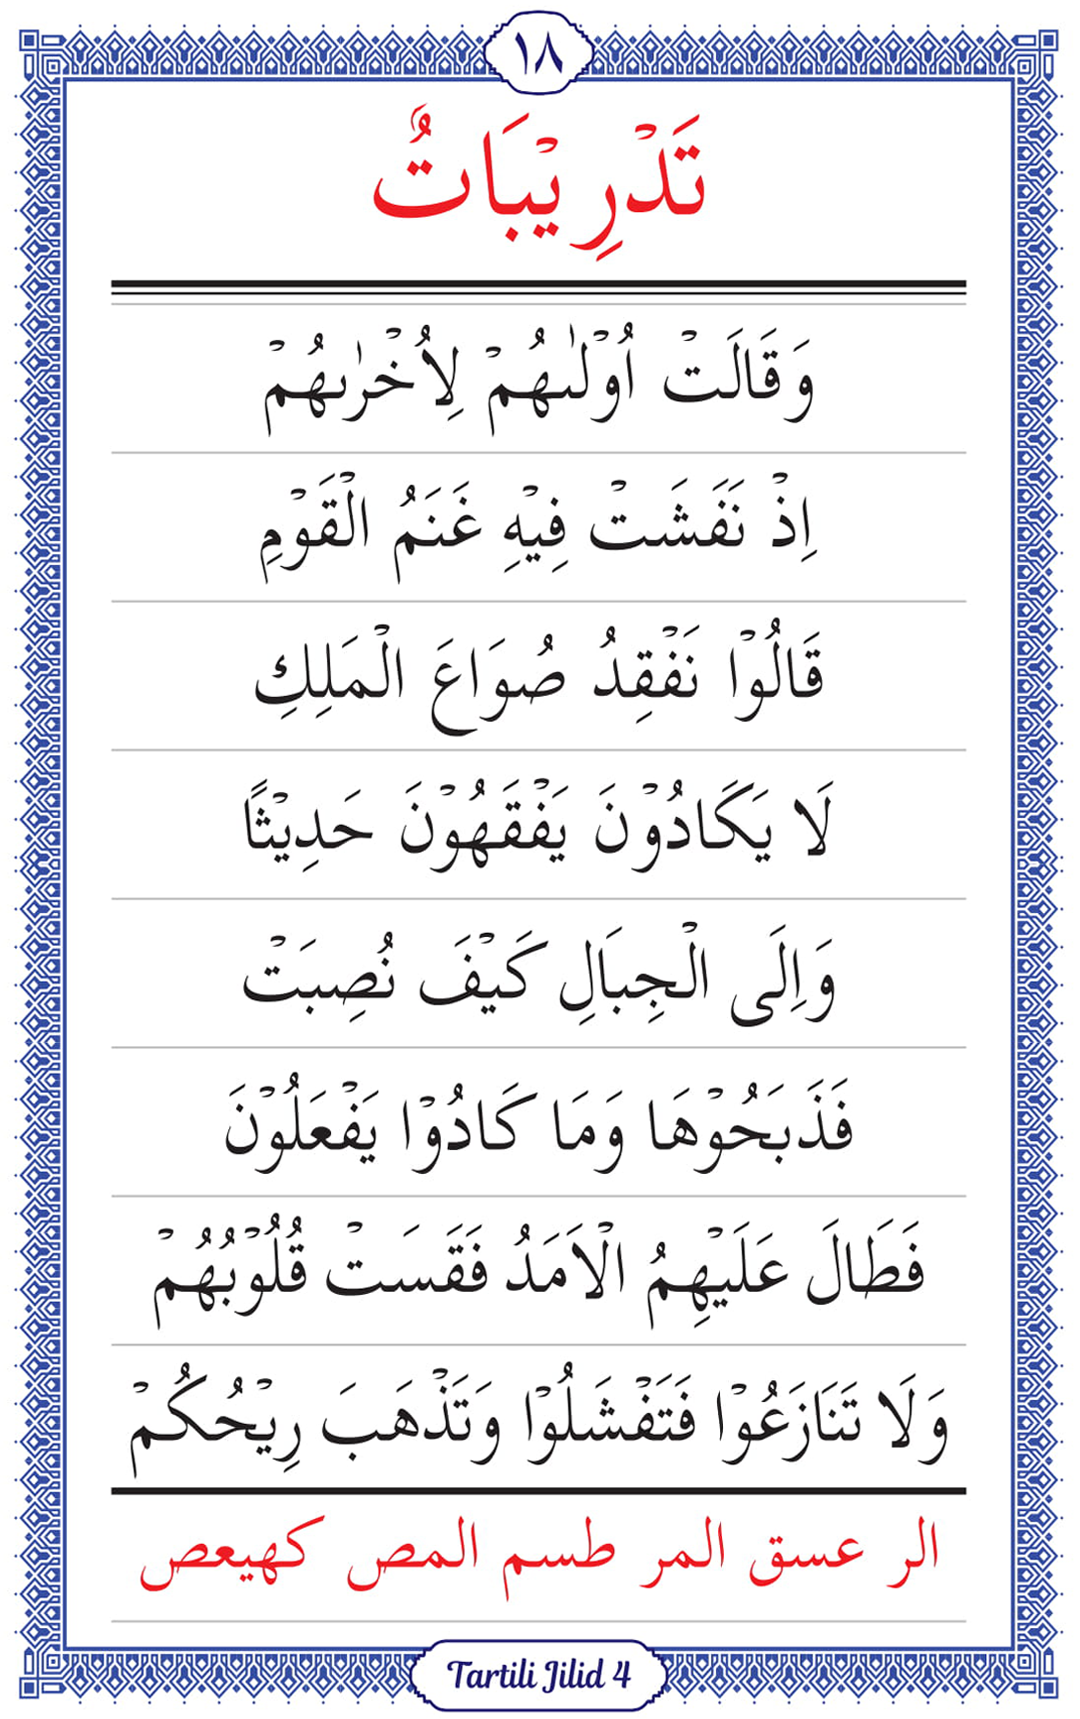 ١٨
تَدْرِيْبَاتٌ
وَقَالَتْ اُوْلٰىهُمْ لِاُخْرٰىهُمْ
اِذْ نَفَشَتْ فِيْهِ غَنَمُ الْقَوْمِ
قَالُوْا نَفْقِدُ صُوَاعَ الْمَلِكِ
لَا يَكَادُوْنَ يَفْقَهُوْنَ حَدِيْثًا
وَاِلَى الْجِبَالِ كَيْفَ نُصِبَتْ
فَذَبَحُوْهَا وَمَا كَادُوْا يَفْعَلُوْنَ
فَطَالَ عَلَيْهِمُ الْاَمَدُ فَقَسَتْ قُلُوْبُهُمْ
وَلَا تَنَازَعُوْا فَتَفْشَلُوْا وَتَذْهَبَ رِيْحُكُمْ
الر عسق المر طسم المص كهيعص
Tartili Jilid 4